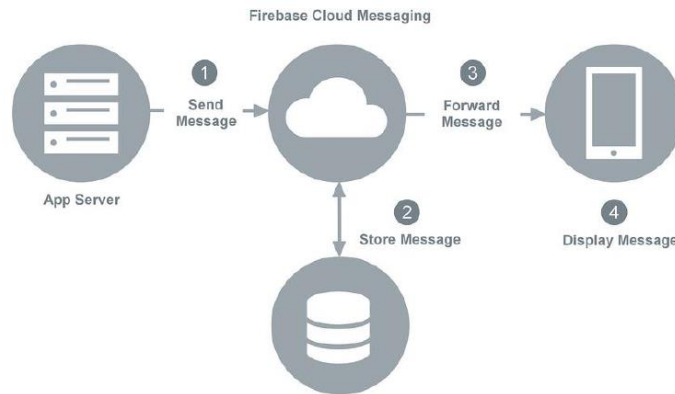 Firebase Cloud Messaging
1
Send
Message
3
Forward
Message
App Server
2
Store Message
4
Display Message